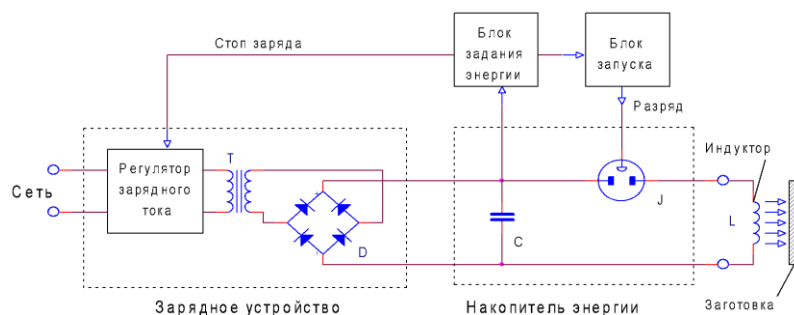 Стоп заряда
Блок
задания
энергии
Блок
запуска
Разряд
Индуктор
Сеть
Регулятор
зарядного
тока
T
D
C
J
L
Заготовка
Зарядное устройство
Накопитель энергии